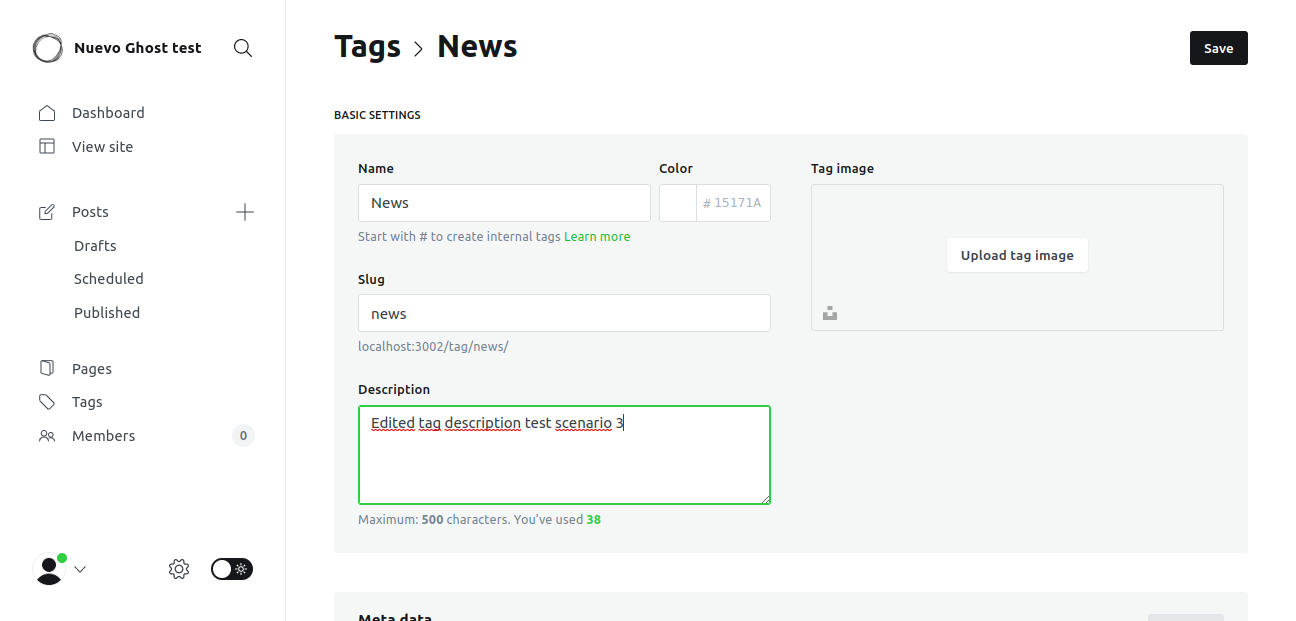 Nuevo Ghost test
Dashboard
View site
Posts
Drafts
Scheduled
Published
Pages
Tags
Members
0
Tags > News
Save
BASIC SETTINGS
Name
News
Start with # to create internal tags Learn more
Color
# 15171A
Slug
news
localhost:3002/tag/news/
Description
Edited tag description test scenario 3
Maximum: 500 characters. You've used 38
Tag image
Upload tag image
Meta data